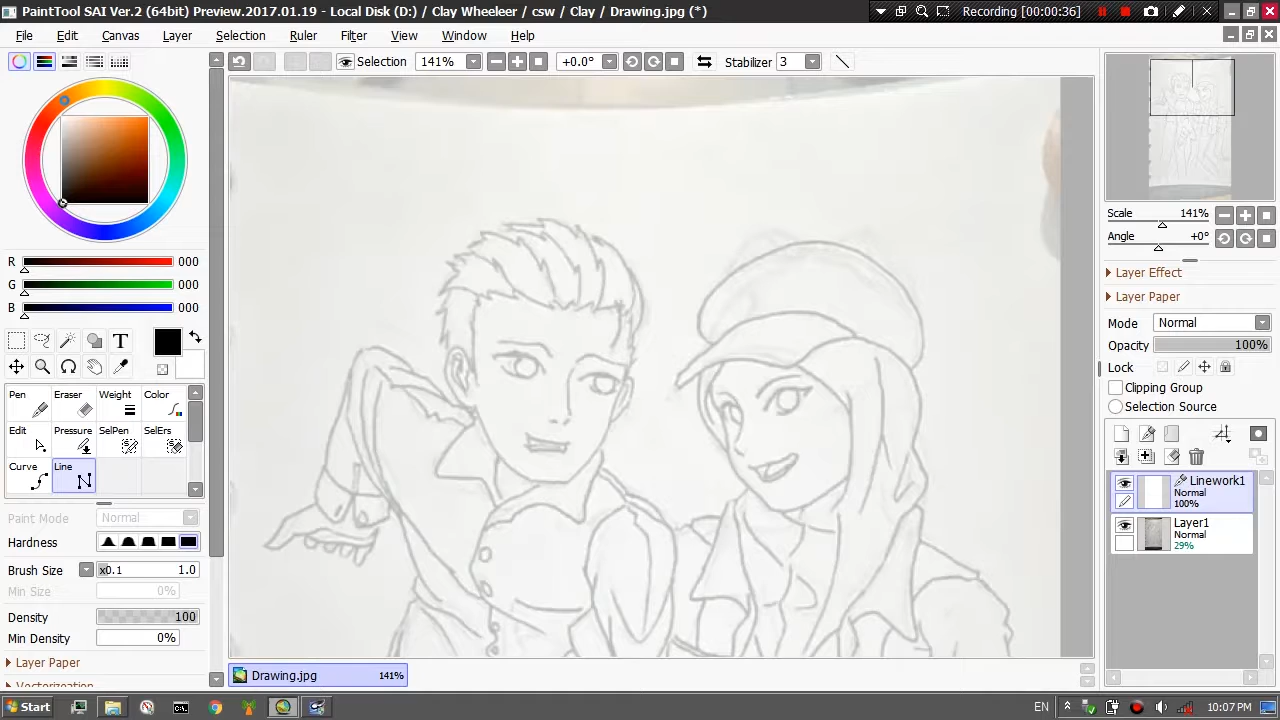 PaintTool SAI Ver.2 (64bit) Preview.2017.01.19 - Local Disk (D:) / Clay Wheeleer / csw / Clay / Drawing.jpg (*)
Recording [00:00:36]
File Edit Canvas Layer Selection Ruler Filter View Window Help
Selection 141% +0.0° Stabilizer 3
R 000
G 000
B 000
T
Pen Eraser Weight Color
Edit Pressure SelPen SelErs
Curve Line
Paint Mode Normal
Hardness
Brush Size x0.1 1.0
Min Size 0%
Density 100
Min Density 0%
Layer Paper
Drawing.jpg 141%
Scale 141%
Angle +0°
Layer Effect
Layer Paper
Mode Normal
Opacity 100%
Lock
Clipping Group
Selection Source
Linework1
Normal
100%
Layer1
Normal
29%
Start
EN
10:07 PM